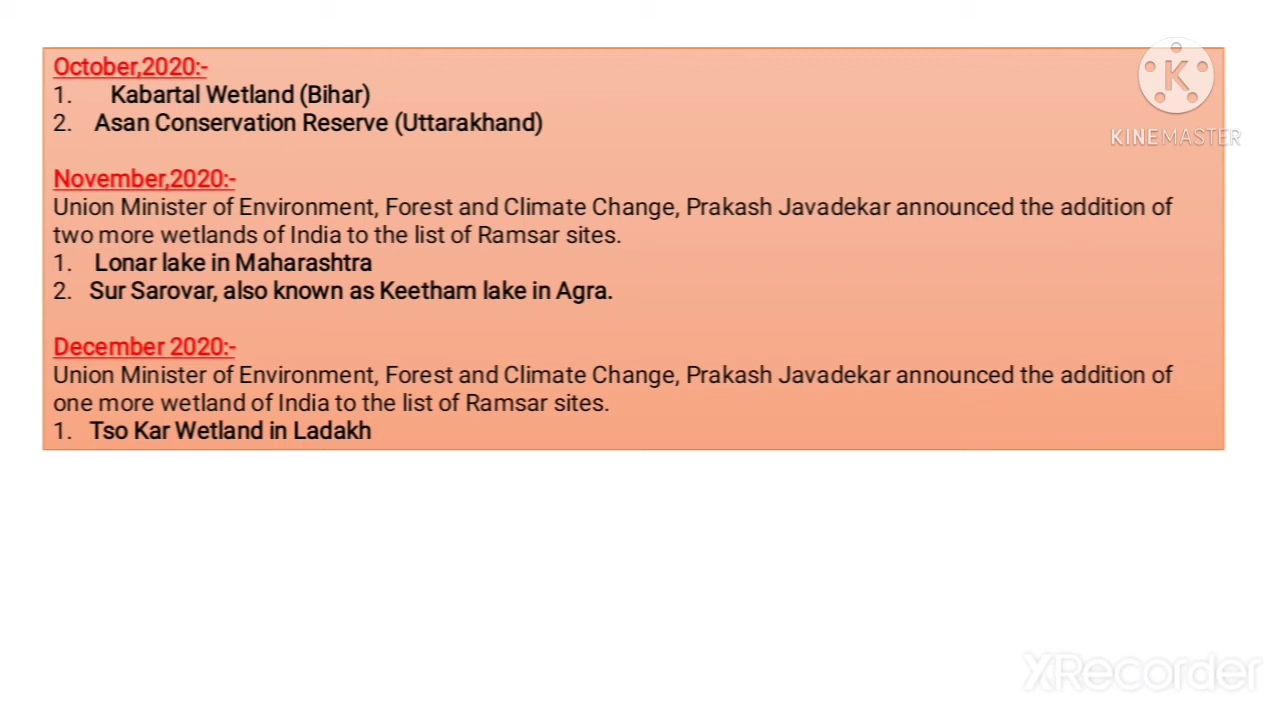 October,2020:-
1. Kabartal Wetland (Bihar)
2. Asan Conservation Reserve (Uttarakhand)
November,2020:-
Union Minister of Environment, Forest and Climate Change, Prakash Javadekar announced the addition of
two more wetlands of India to the list of Ramsar sites.
1. Lonar lake in Maharashtra
2. Sur Sarovar, also known as Keetham lake in Agra.
December 2020:-
Union Minister of Environment, Forest and Climate Change, Prakash Javadekar announced the addition of
one more wetland of India to the list of Ramsar sites.
1. Tso Kar Wetland in Ladakh
K
KINEMASTER
XRecorder